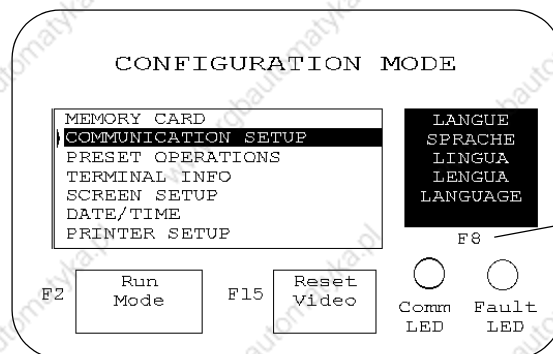 CONFIGURATION MODE
MEMORY CARD
COMMUNICATION SETUP
PRESET OPERATIONS
TERMINAL INFO
SCREEN SETUP
DATE/TIME
PRINTER SETUP
LANGUE
SPRACHE
LINGUA
LENGUA
LANGUAGE
F8
F2
Run
Mode
F15
Reset
Video
Comm
LED
Fault
LED